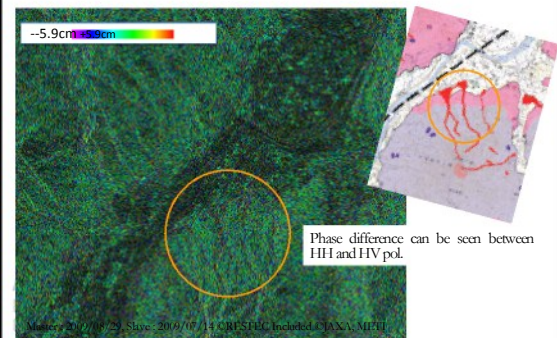 --5.9cm +5.9cm
Phase difference can be seen between
HH and HV pol.
Master : 2009/08/29, Slave : 2009/07/14 ©RESTEC Included ©JAXA, METI